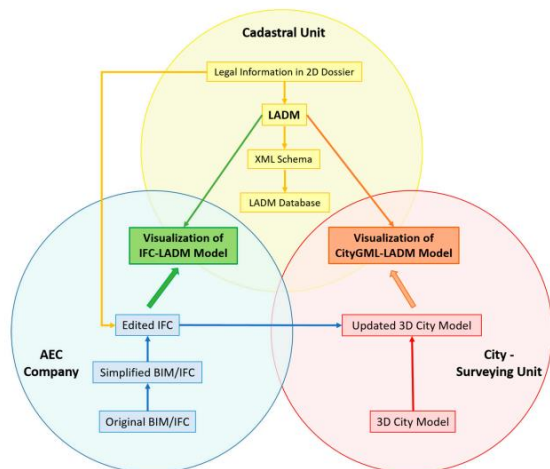 Cadastral Unit
Legal Information in 2D Dossier
LADM
XML Schema
LADM Database
Visualization of
IFC-LADM Model
Visualization of
CityGML-LADM Model
AEC
Company
Edited IFC
Simplified BIM/IFC
Original BIM/IFC
Updated 3D City Model
City -
Surveying Unit
3D City Model